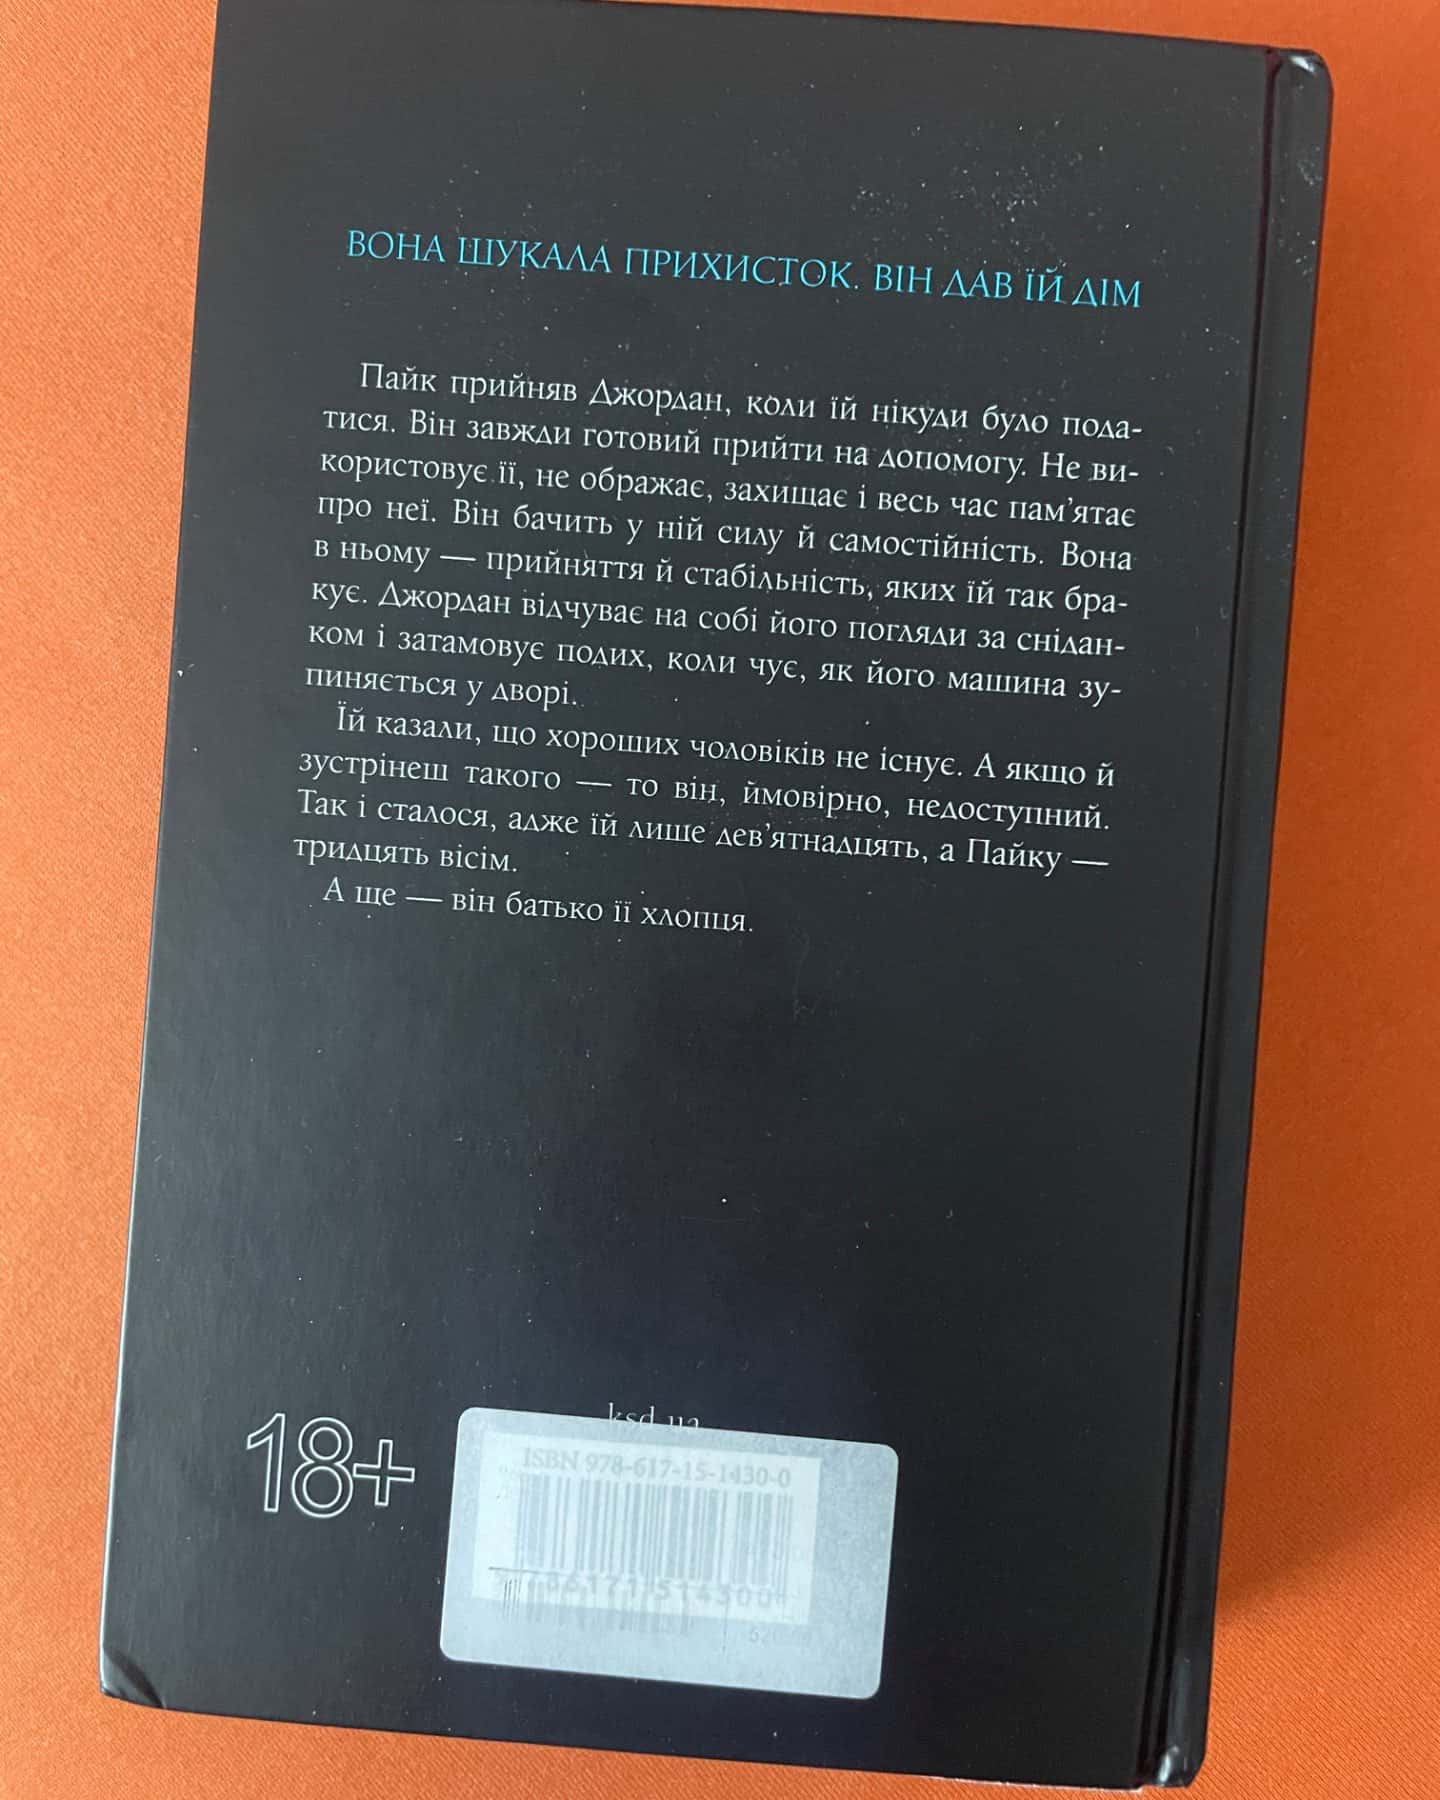 ВОНА ШУКАЛА ПРИХИСТОК. ВІН ДАВ ЇЙ ДІМ
Пайк прийняв Джордан, коли їй нікуди було пода-
тися. Він завжди готовий прийти на допомогу. Не ви-
користовує її, не ображає, захищає і весь час пам’ятає
про неї. Він бачить у ній силу й самостійність. Вона
в ньому — прийняття й стабільність, яких їй так бра-
кує. Джордан відчуває на собі його погляди за снідан-
ком і затамовує подих, коли чує, як його машина зу-
пиняється у дворі.
Їй казали, що хороших чоловіків не існує. А якщо й
зустрінеш такого — то він, ймовірно, недоступний.
Так і сталося, адже їй лише дев’ятнадцять, а Пайку —
тридцять вісім.
А ще — він батько її хлопця.
18+
ksd.ua
ISBN 978-617-15-1430-0